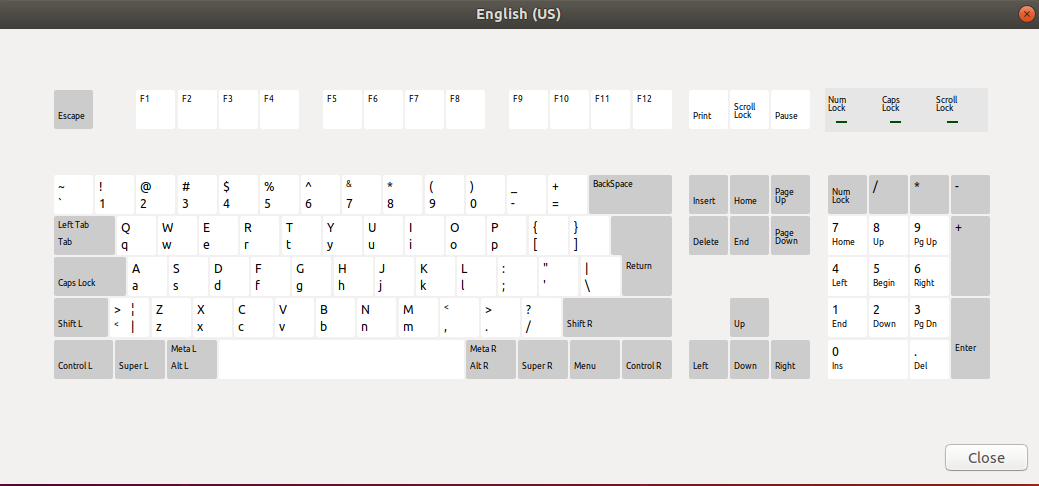 English (US)
Escape F1 F2 F3 F4 F5 F6 F7 F8 F9 F10 F11 F12 Print Scroll Lock Pause Num Lock Caps Lock Scroll Lock
~ ! @ # $ % ^ & * ( ) _ + BackSpace
` 1 2 3 4 5 6 7 8 9 0 - =
Insert Home Page Up Num Lock / * -
Left Tab Q W E R T Y U I O P { }
Tab q w e r t y u i o p [ ]
Delete End Page Down 7 8 9 +
Home Up Pg Up
A S D F G H J K L : " | Return
Caps Lock a s d f g h j k l ; ' \
4 5 6
Left Begin Right
> ¦ Z X C V B N M < > ?
Shift L < | z x c v b n m , . / Shift R
Up 1 2 3
End Down Pg Dn Enter
Meta L Meta R
Control L Super L Alt L Alt R Super R Menu Control R
Left Down Right 0 .
Ins Del
Close